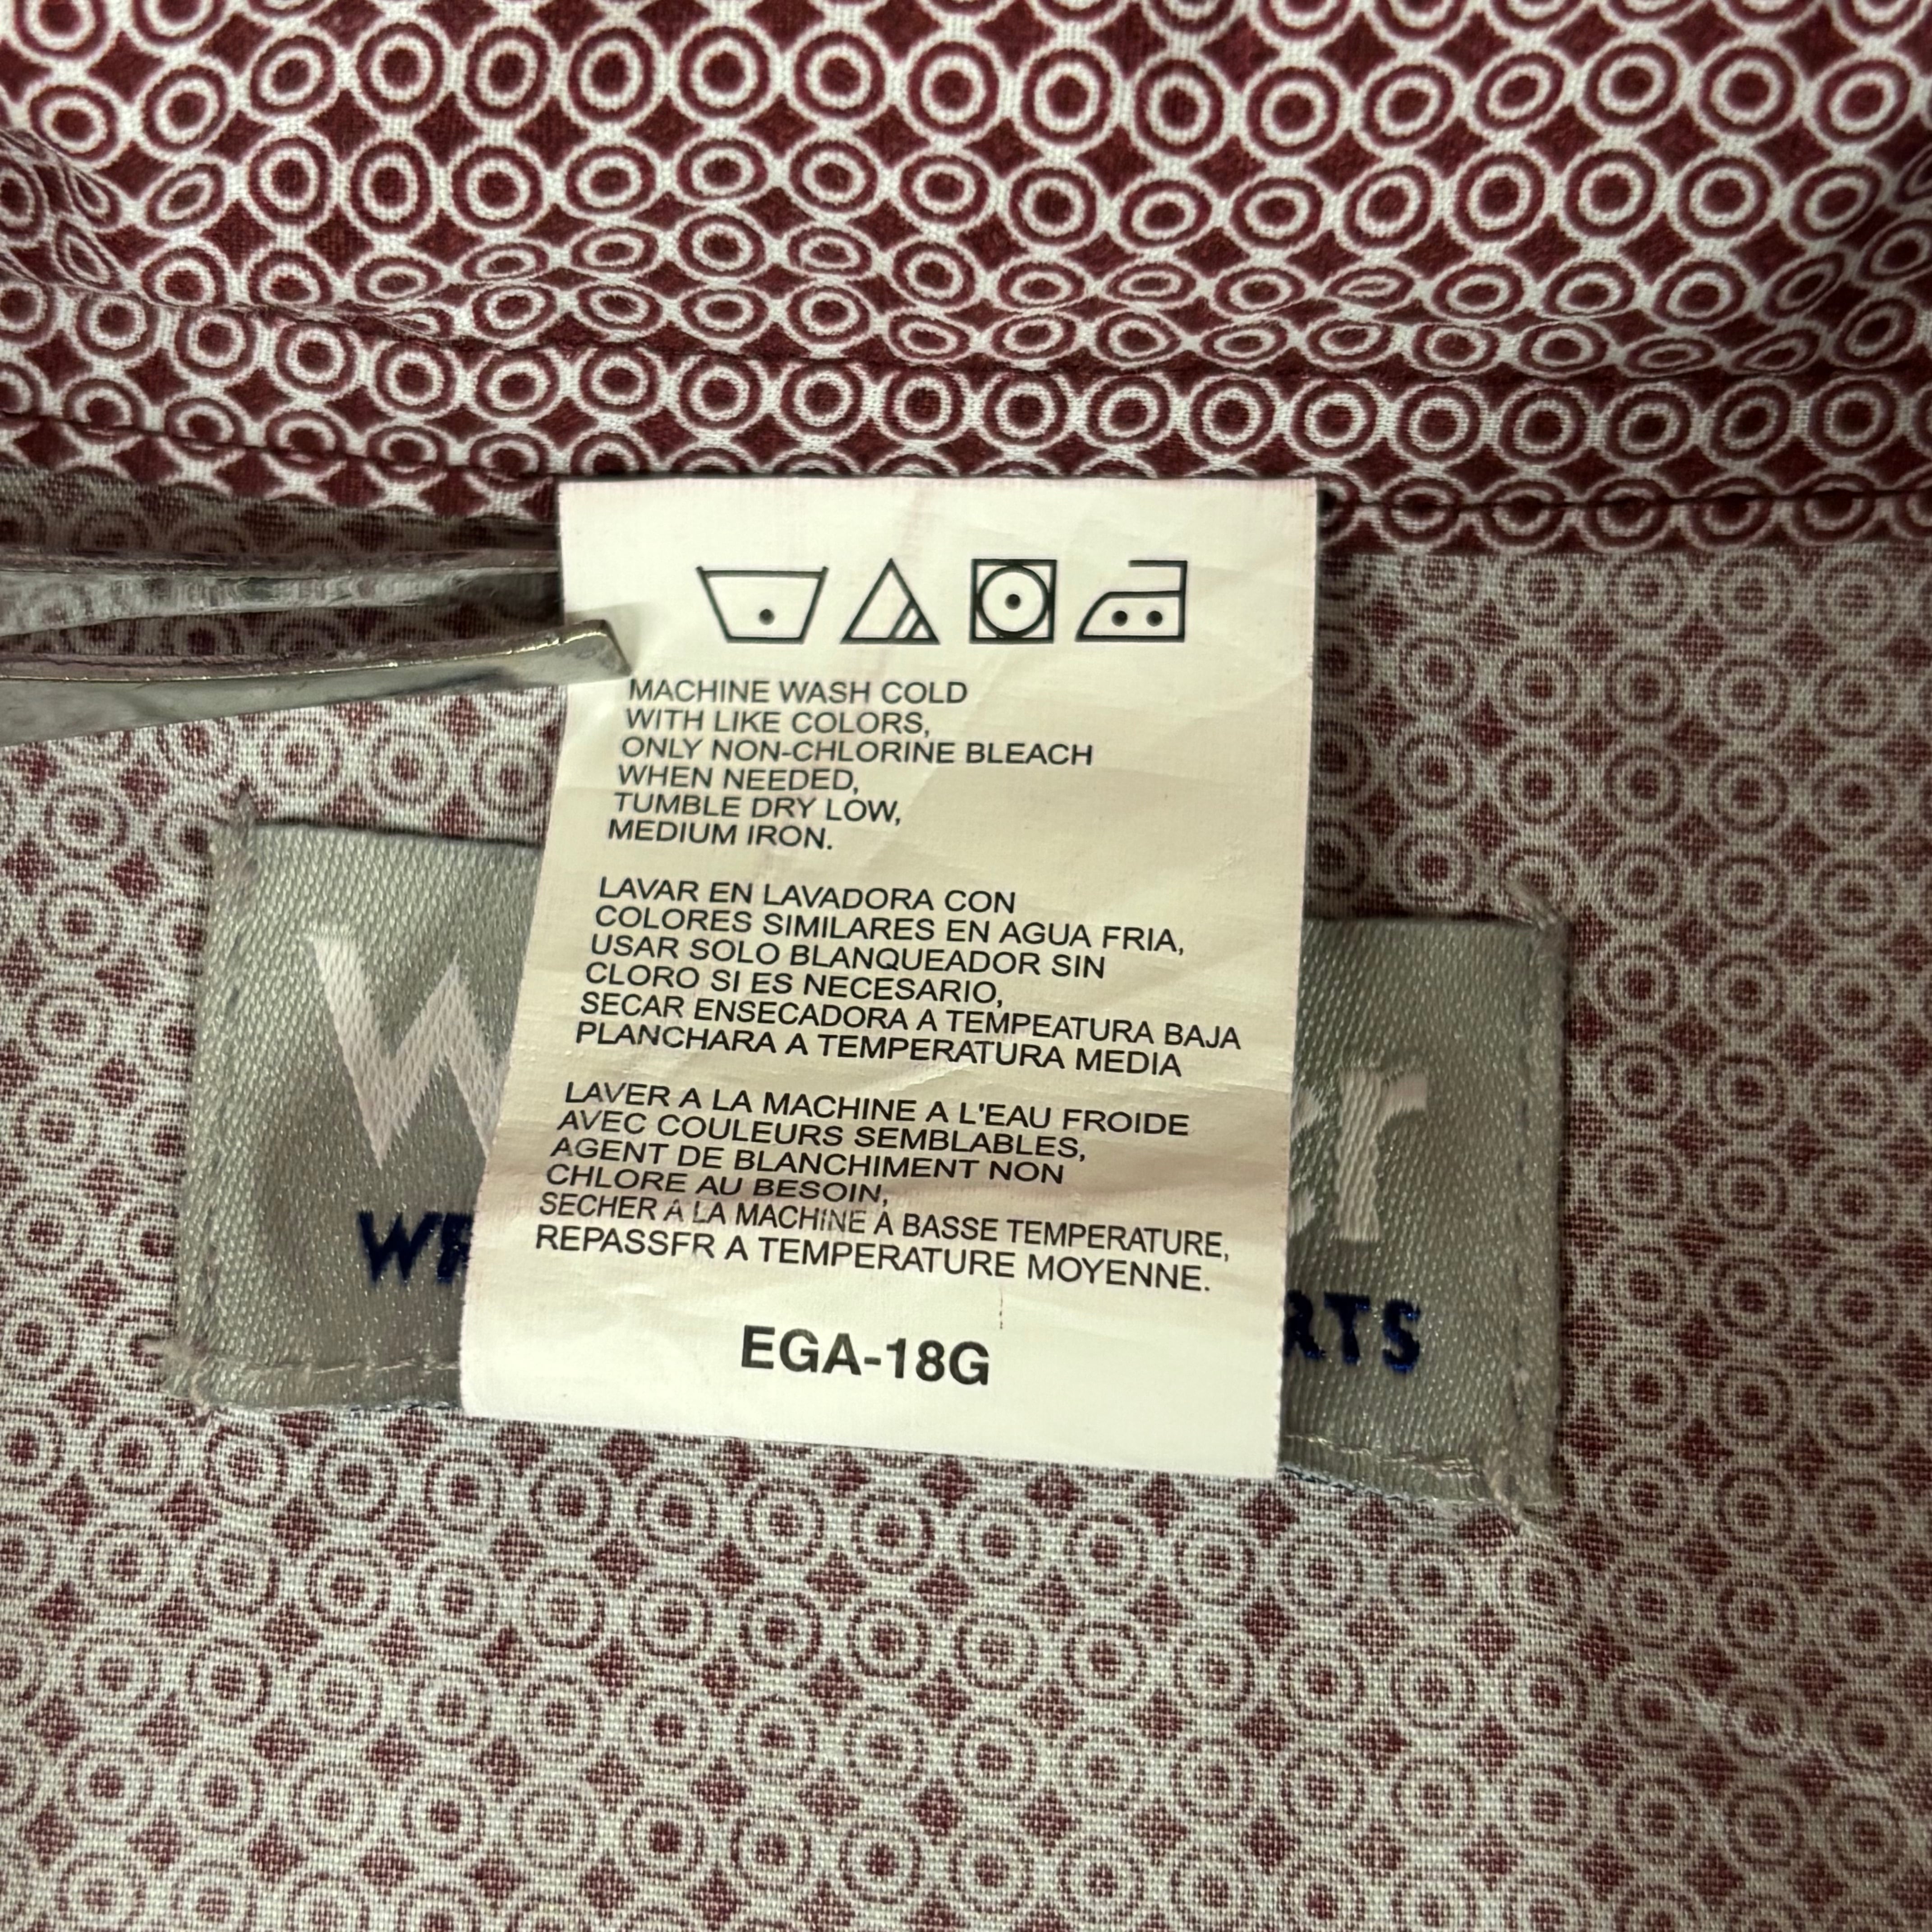 MACHINE WASH COLD
WITH LIKE COLORS,
ONLY NON-CHLORINE BLEACH
WHEN NEEDED,
TUMBLE DRY LOW,
MEDIUM IRON.
LAVAR EN LAVADORA CON
COLORES SIMILARES EN AGUA FRIA,
USAR SOLO BLANQUEADOR SIN
CLORO SI ES NECESARIO,
SECAR ENSECADORA A TEMPEATURA BAJA
PLANCHARA A TEMPERATURA MEDIA
LAVER A LA MACHINE A L'EAU FROIDE
AVEC COULEURS SEMBLABLES,
AGENT DE BLANCHIMENT NON
CHLORE AU BESOIN,
SECHER A LA MACHINE A BASSE TEMPERATURE,
REPASSFR A TEMPERATURE MOYENNE.
EGA-18G